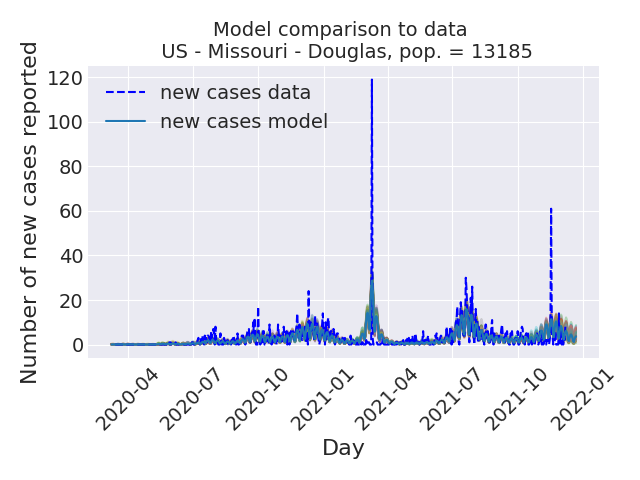 Model comparison to data
US - Missouri - Douglas, pop. = 13185
Number of new cases reported
120
100
80
60
40
20
0
new cases data
new cases model
2020-04
2020-07
2020-10
2021-01
2021-04
2021-07
2021-10
2022-01
Day